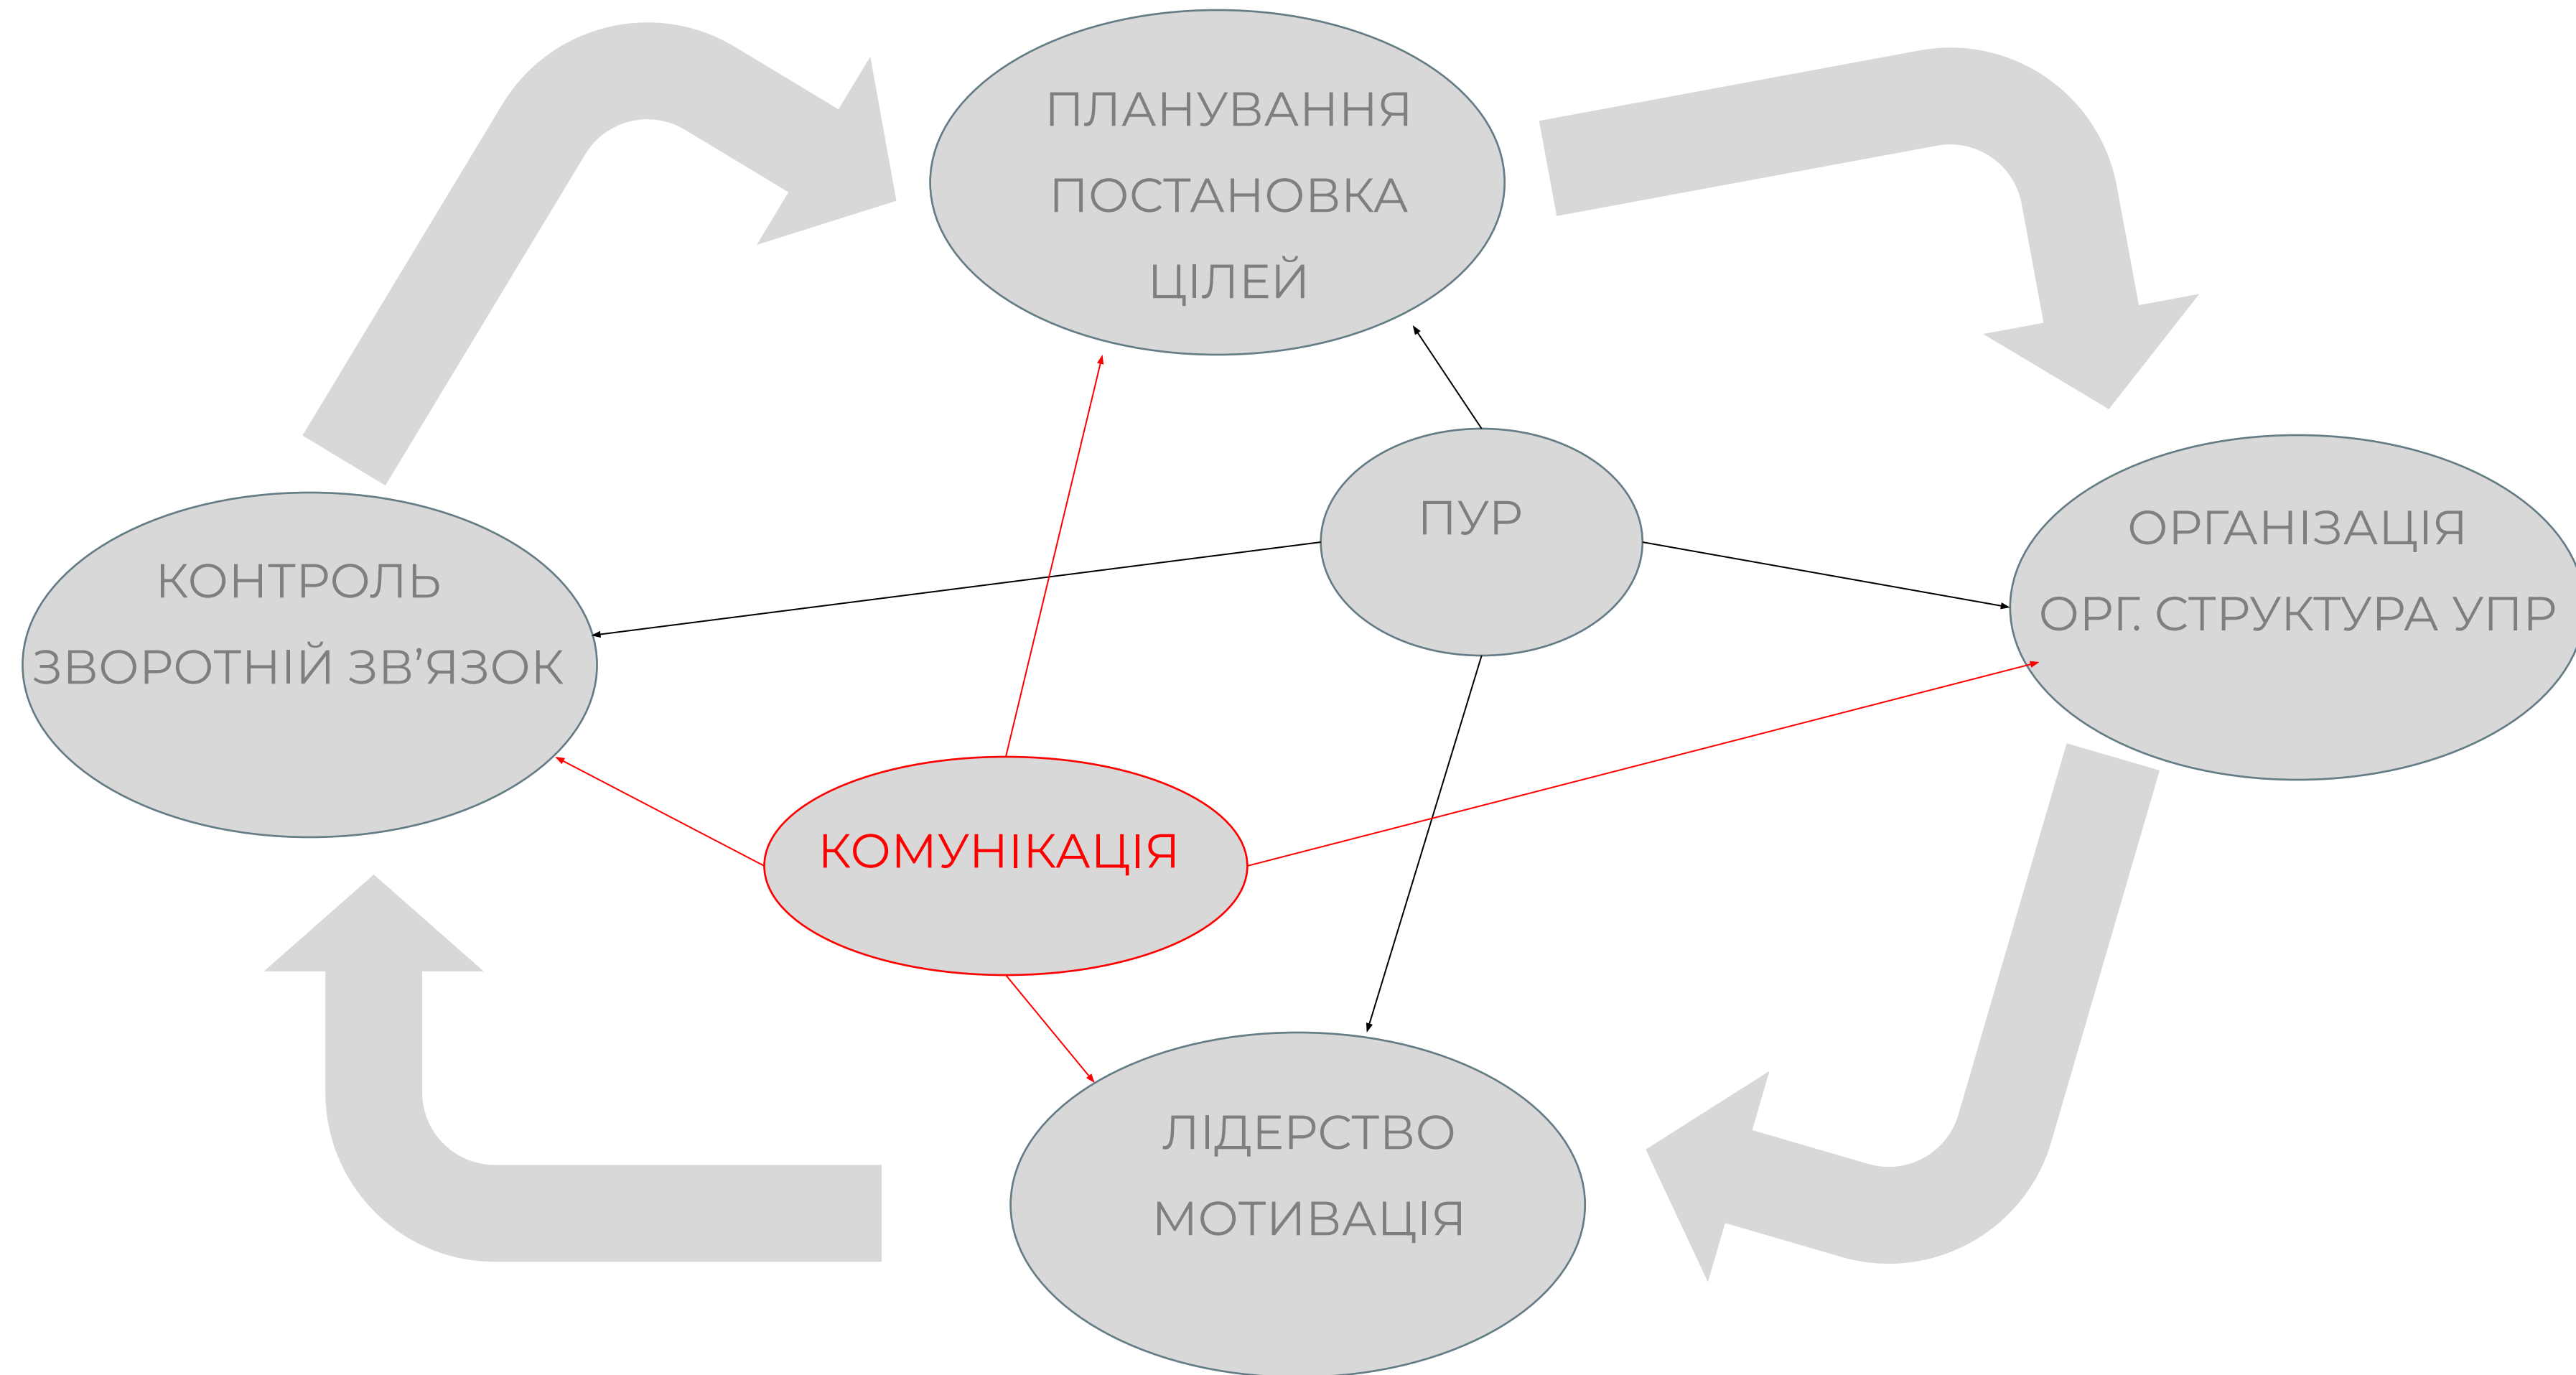 ПЛАНУВАННЯ
ПОСТАНОВКА
ЦІЛЕЙ
ПУР
ОРГАНІЗАЦІЯ
ОРГ. СТРУКТУРА УПР
КОНТРОЛЬ
ЗВОРОТНІЙ ЗВ’ЯЗОК
КОМУНІКАЦІЯ
ЛІДЕРСТВО
МОТИВАЦІЯ